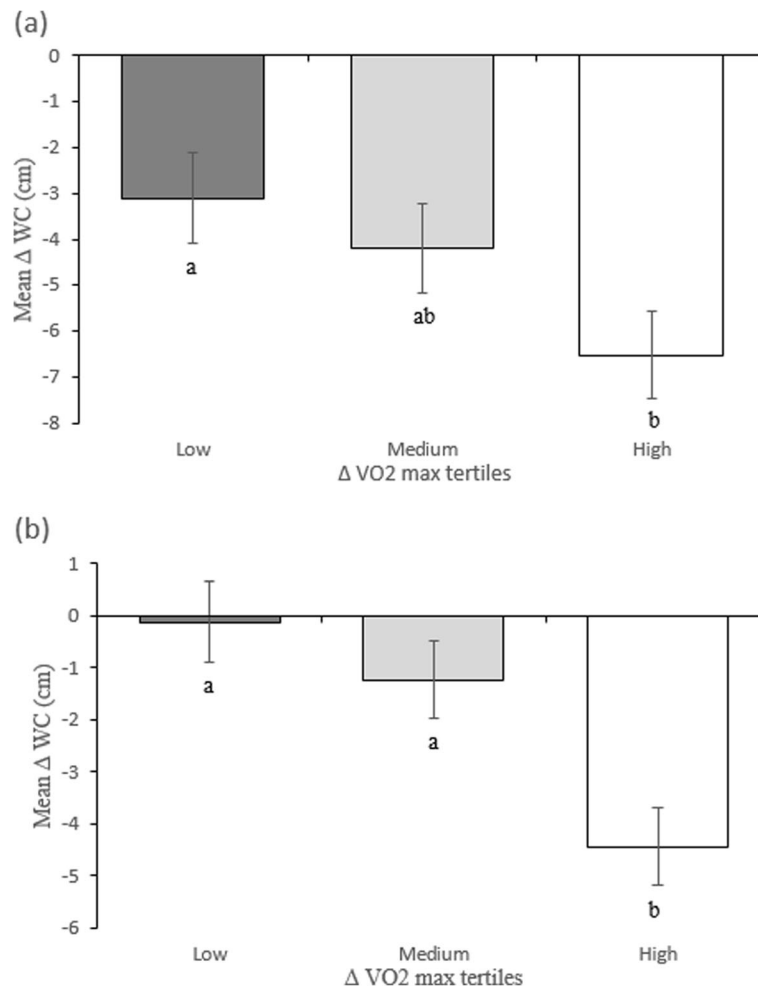 (a)
0
-1
-2
-3
-4
-5
-6
-7
-8
Mean Δ WC (cm)
a
ab
b
Low Medium High
Δ VO2 max tertiles
(b)
1
0
-1
-2
-3
-4
-5
-6
Mean Δ WC (cm)
a
a
b
Low Medium High
Δ VO2 max tertiles